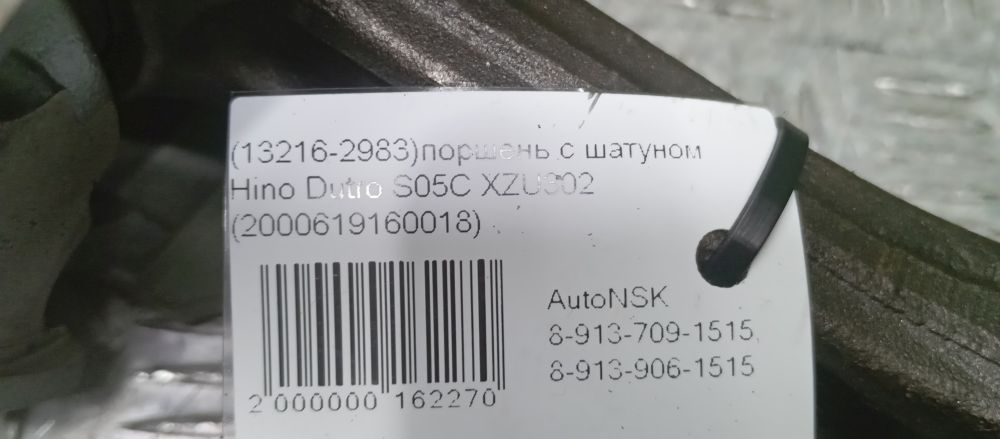 (13216-2983)поршень с шатуном
Hino Dutro S05C XZU302
(2000619160018)
AutoNSK
8-913-709-1515,
8-913-906-1515
2 000000 162270